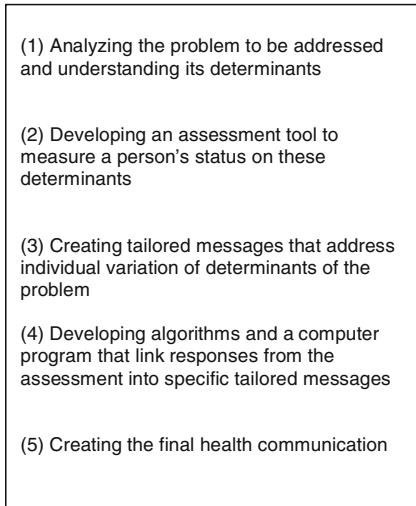 (1) Analyzing the problem to be addressed
and understanding its determinants
(2) Developing an assessment tool to
measure a person's status on these
determinants
(3) Creating tailored messages that address
individual variation of determinants of the
problem
(4) Developing algorithms and a computer
program that link responses from the
assessment into specific tailored messages
(5) Creating the final health communication